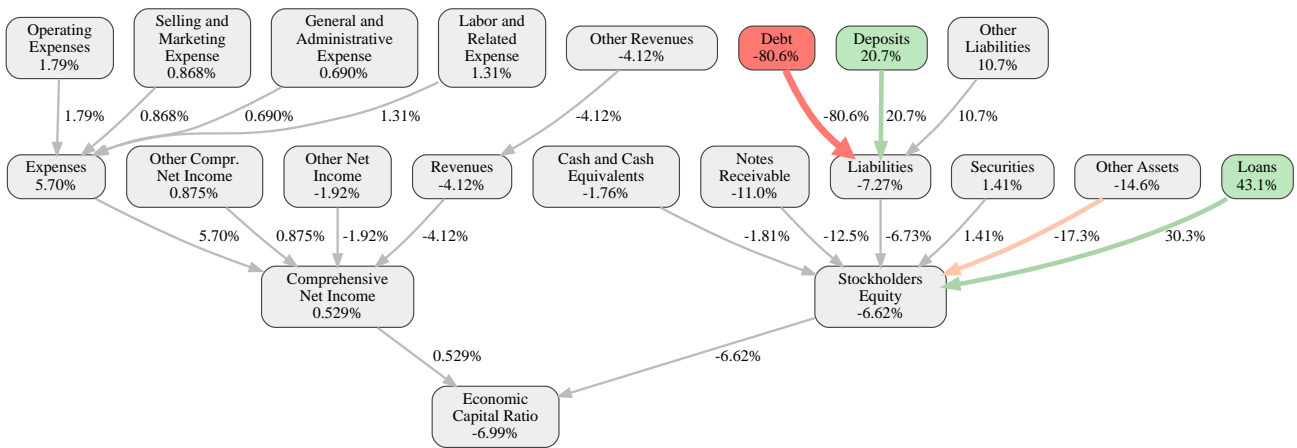 Operating
Expenses
1.79%
Selling and
Marketing
Expense
0.868%
General and
Administrative
Expense
0.690%
Labor and
Related
Expense
1.31%
Other Revenues
-4.12%
Debt
-80.6%
Deposits
20.7%
Other
Liabilities
10.7%
1.79%
0.868%
0.690%
1.31%
-4.12%
-80.6%
20.7%
10.7%
Expenses
5.70%
Other Compr.
Net Income
0.875%
Other Net
Income
-1.92%
Revenues
-4.12%
Cash and Cash
Equivalents
-1.76%
Notes
Receivable
-11.0%
Liabilities
-7.27%
Securities
1.41%
Other Assets
-14.6%
Loans
43.1%
5.70%
0.875%
-1.92%
-4.12%
-1.81%
-12.5%
-6.73%
1.41%
-17.3%
30.3%
Comprehensive
Net Income
0.529%
Stockholders
Equity
-6.62%
0.529%
-6.62%
Economic
Capital Ratio
-6.99%